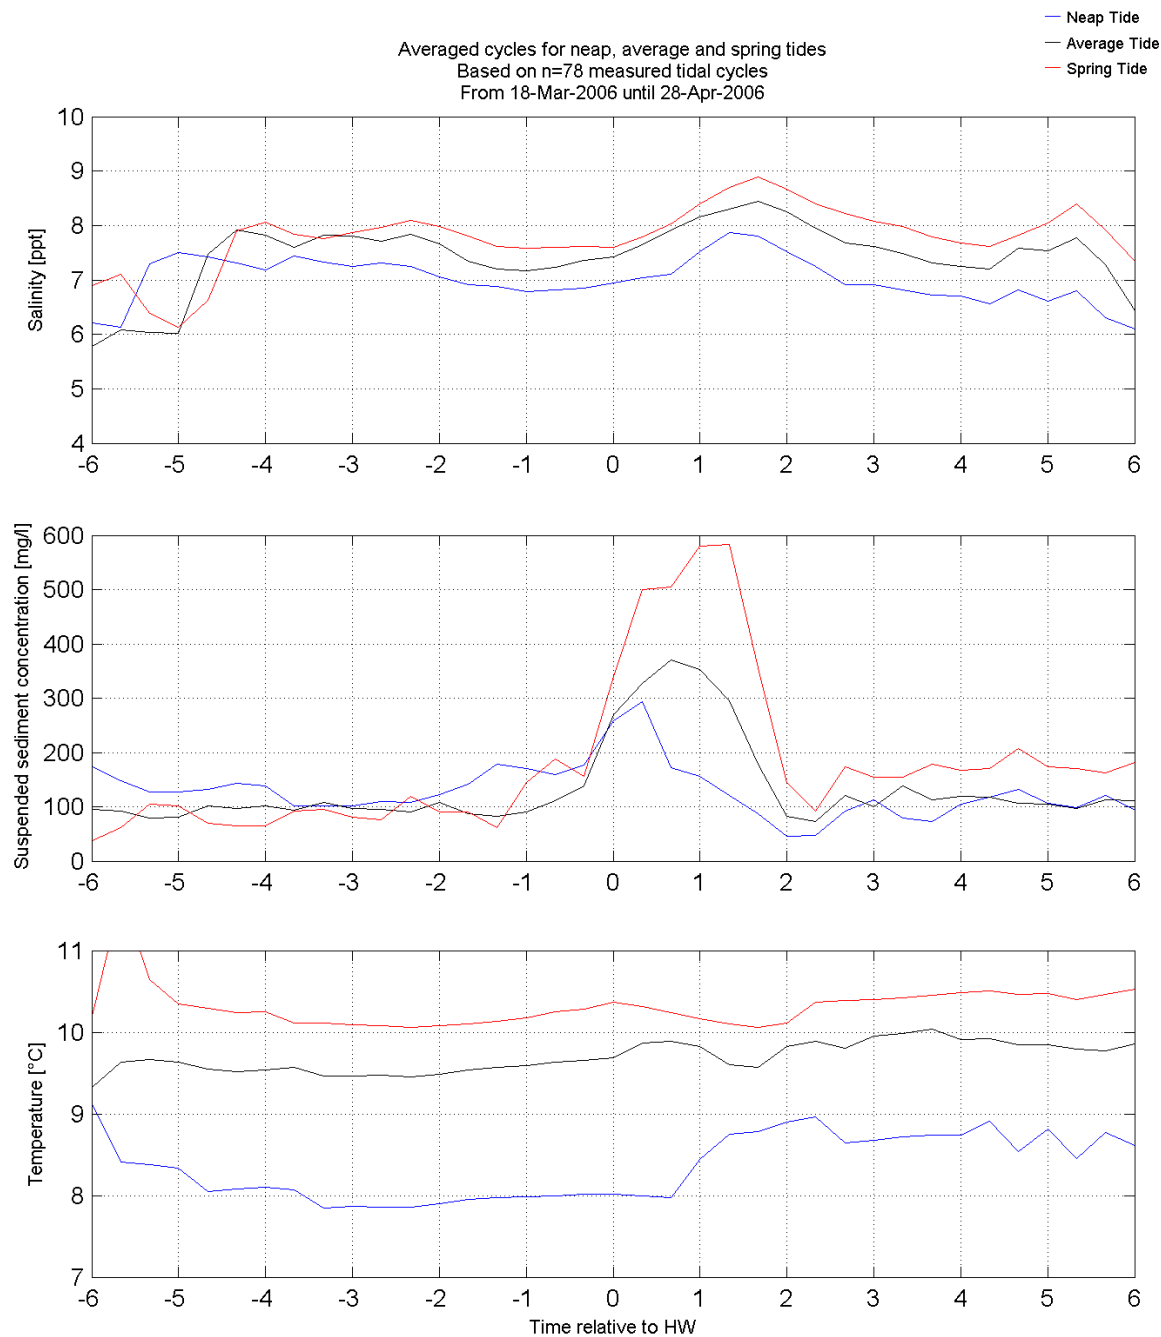 Neap Tide
Average Tide
Spring Tide
Averaged cycles for neap, average and spring tides
Based on n=78 measured tidal cycles
From 18-Mar-2006 until 28-Apr-2006
Salinity [ppt]
10
9
8
7
6
5
4
-6 -5 -4 -3 -2 -1 0 1 2 3 4 5 6
Suspended sediment concentration [mg/l]
600
500
400
300
200
100
0
-6 -5 -4 -3 -2 -1 0 1 2 3 4 5 6
Temperature [°C]
11
10
9
8
7
-6 -5 -4 -3 -2 -1 0 1 2 3 4 5 6
Time relative to HW